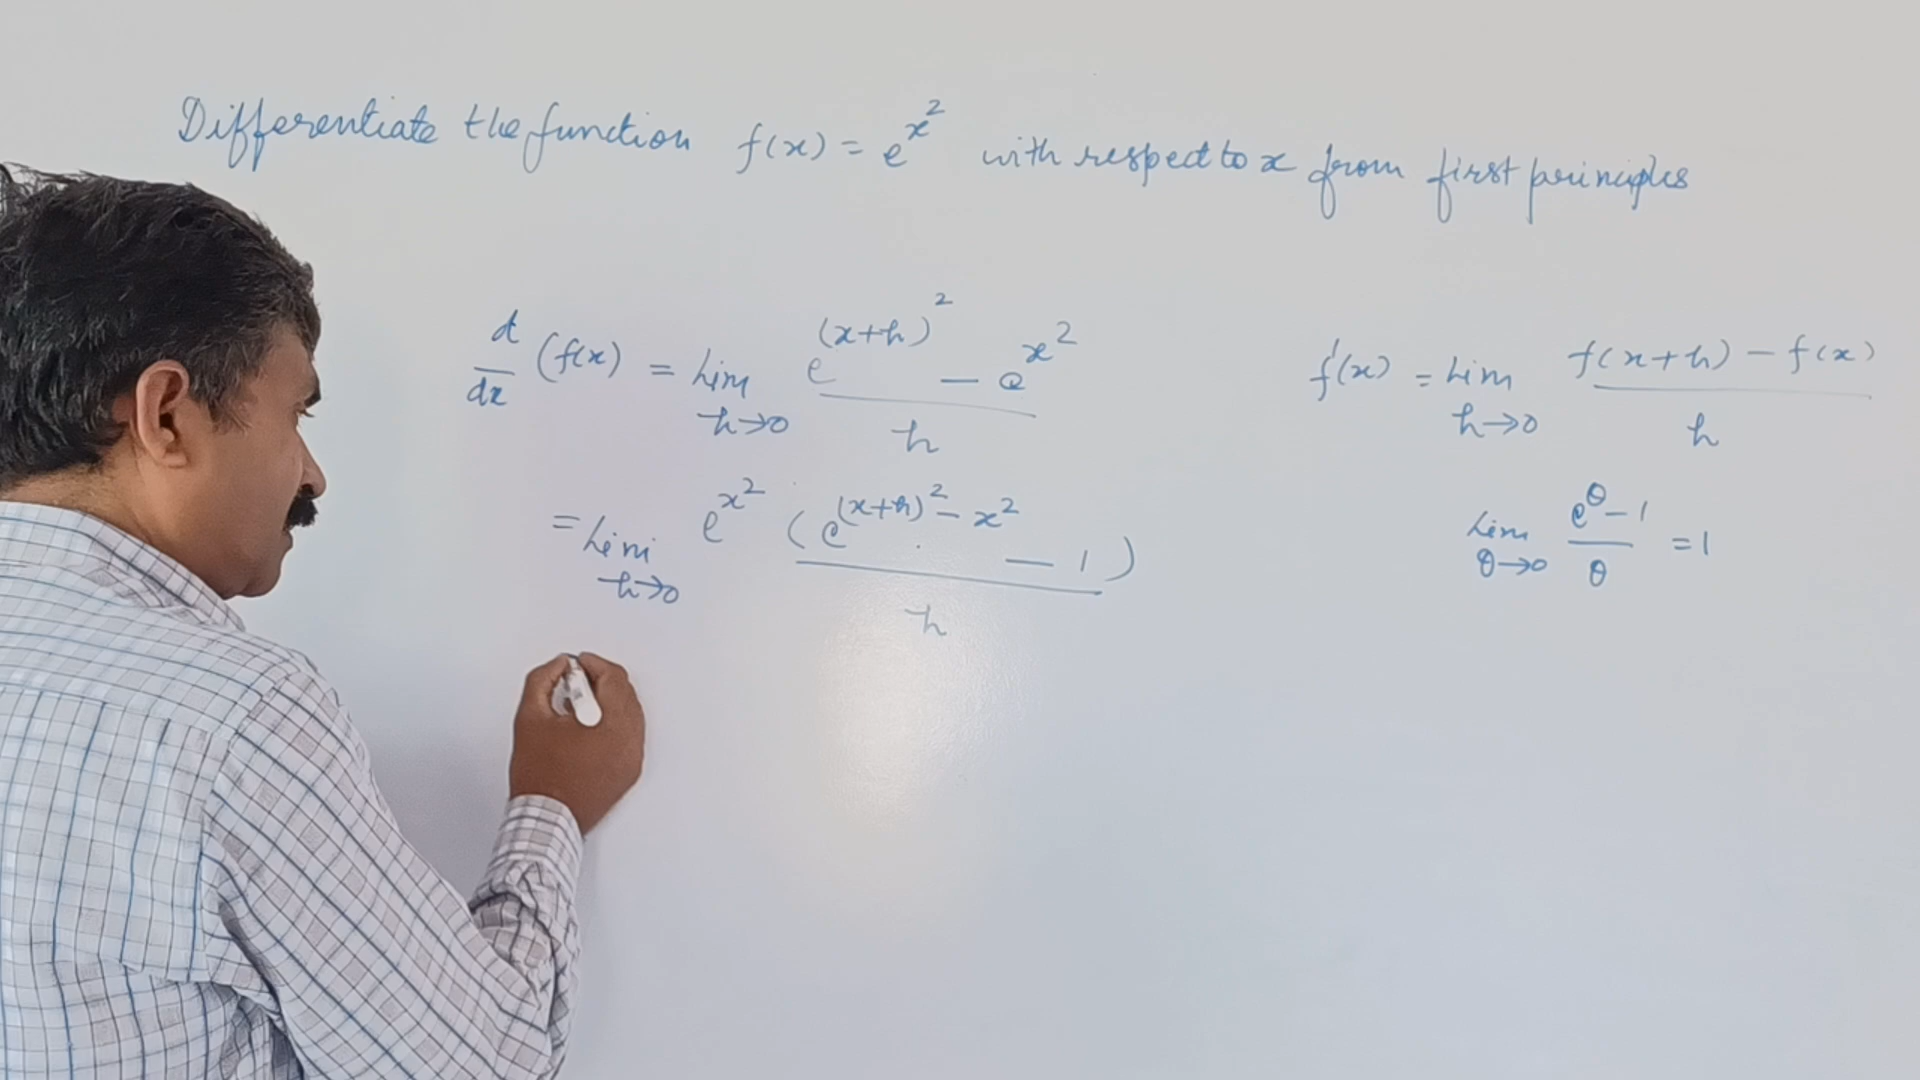 Differentiate the function f(x) = e^{x^2} with respect to x from first principles
d/dx (f(x) = Lim_{h→0} (e^{(x+h)^2} - e^{x^2})/h
= Lim_{h→0} e^{x^2} (e^{(x+h)^2 - x^2} - 1)/h
f'(x) = Lim_{h→0} (f(x+h) - f(x))/h
Lim_{θ→0} (e^θ - 1)/θ = 1